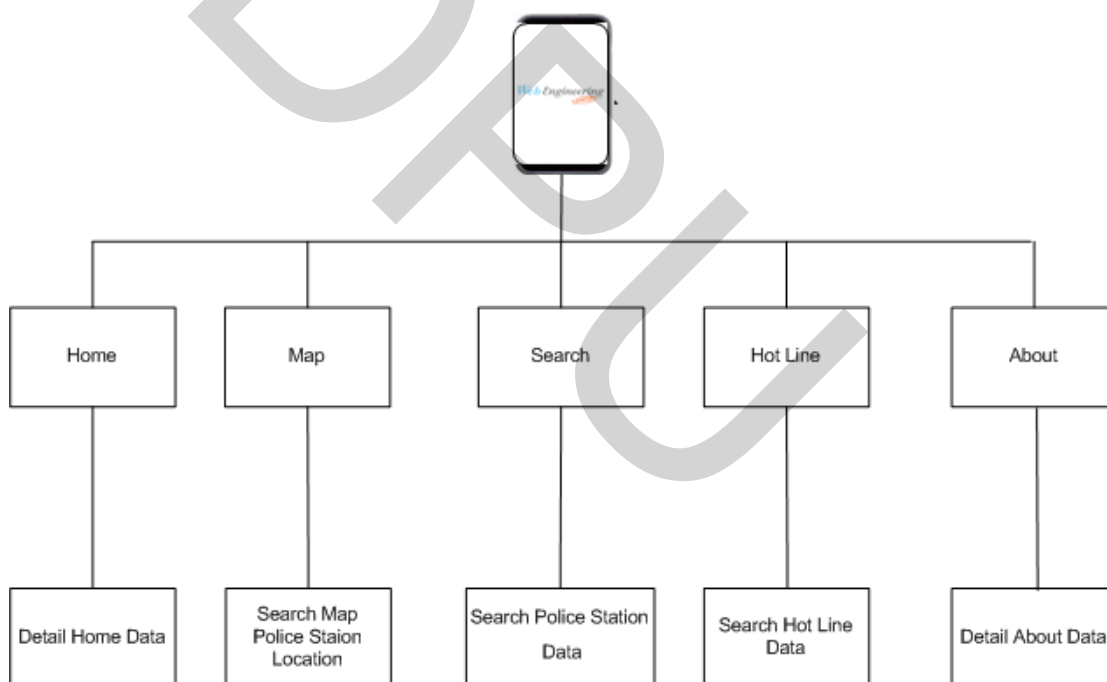 Web Engineering
Home
Map
Search
Hot Line
About
Detail Home Data
Search Map
Police Staion
Location
Search Police Station
Data
Search Hot Line
Data
Detail About Data
DPU